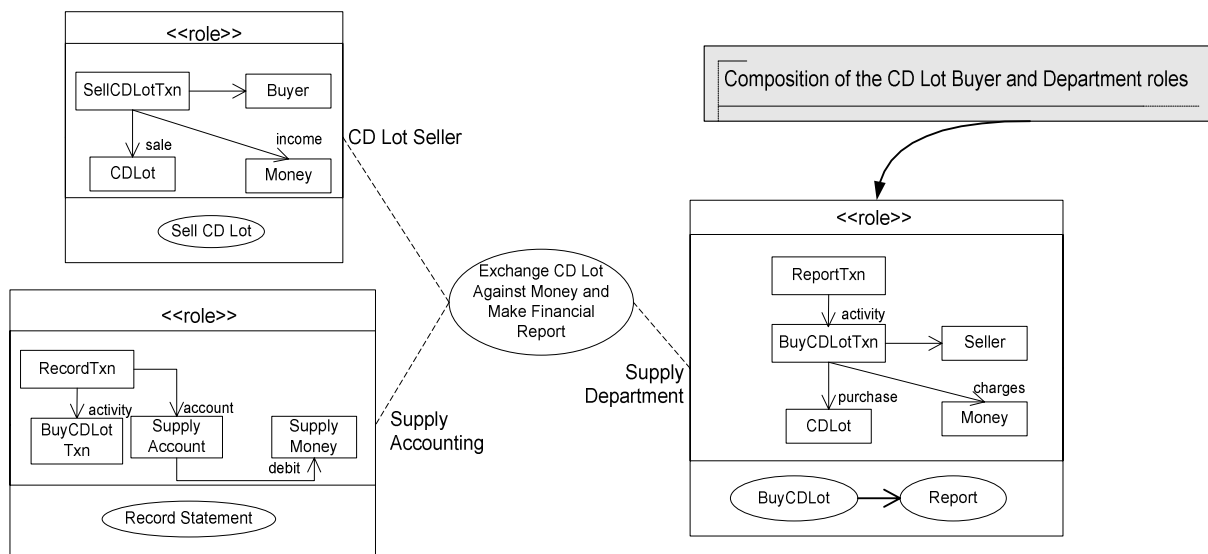 <<role>>
SellCDLotTxn
Buyer
sale
income
CDLot
Money
Sell CD Lot
CD Lot Seller
<<role>>
RecordTxn
activity
account
BuyCDLot
Txn
Supply
Account
Supply
Money
debit
Record Statement
Supply
Accounting
Exchange CD Lot
Against Money and
Make Financial
Report
Supply
Department
Composition of the CD Lot Buyer and Department roles
<<role>>
ReportTxn
activity
BuyCDLotTxn
Seller
purchase
charges
CDLot
Money
BuyCDLot
Report